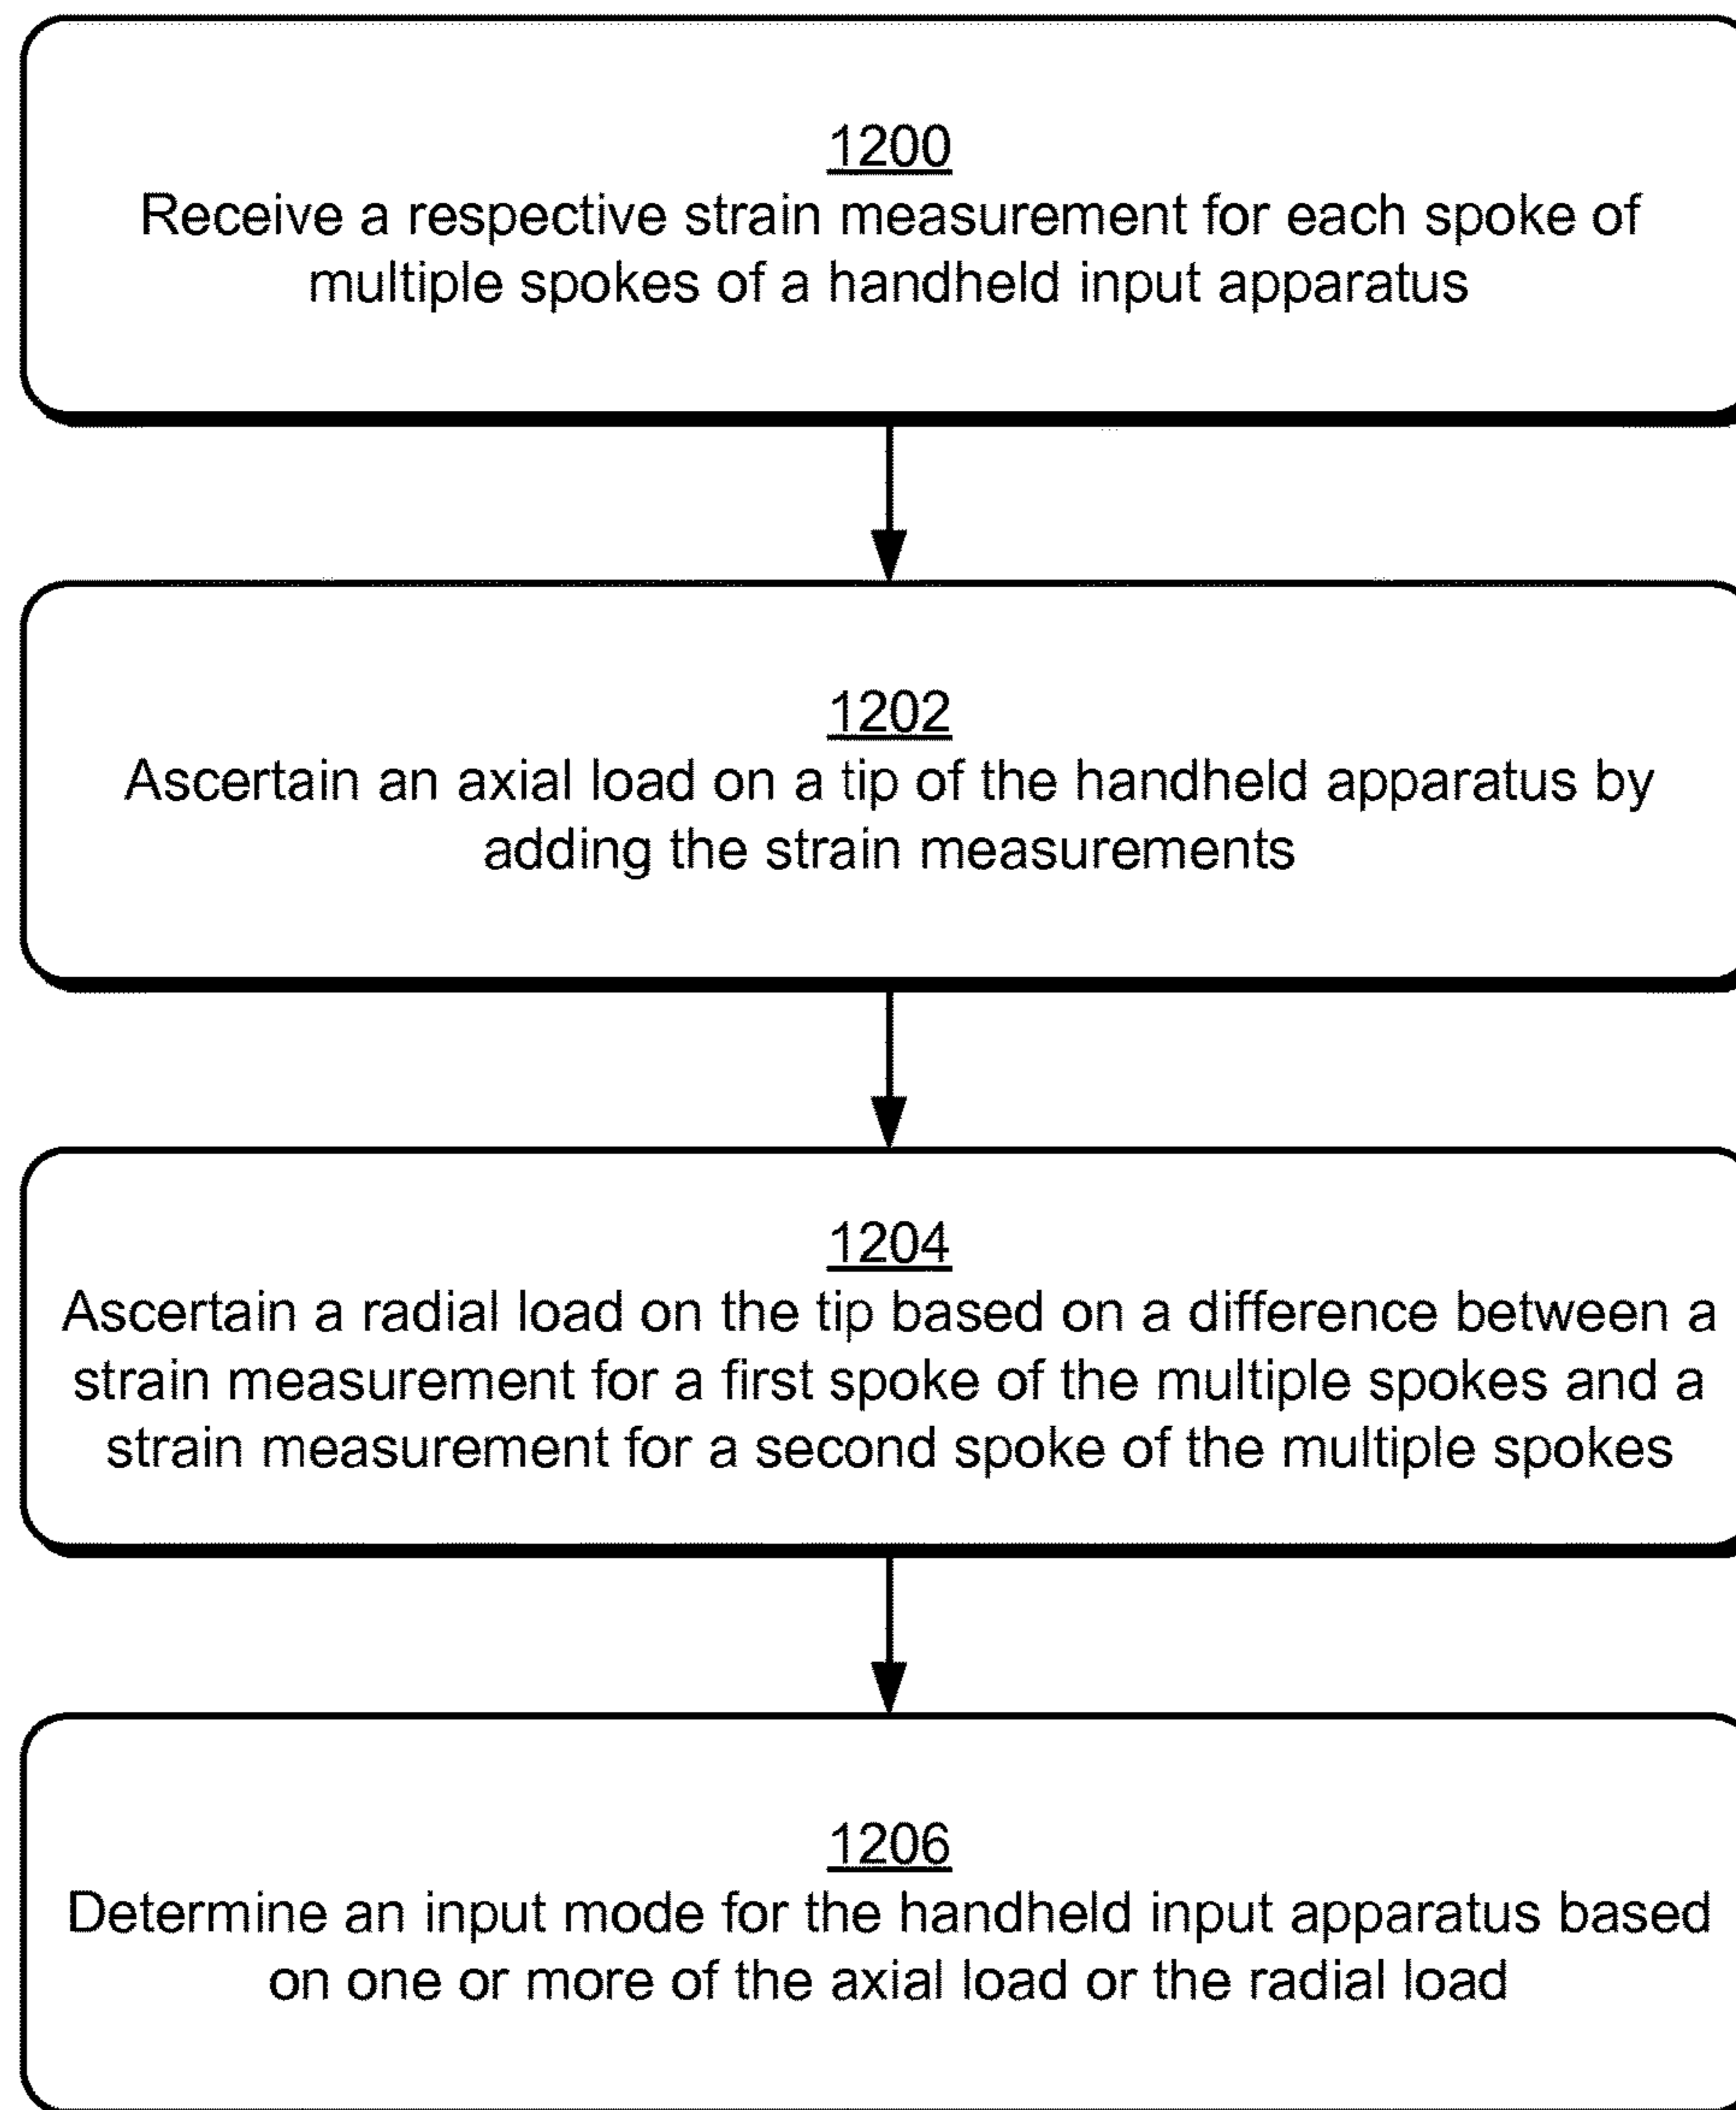 1200
Receive a respective strain measurement for each spoke of
multiple spokes of a handheld input apparatus
1202
Ascertain an axial load on a tip of the handheld apparatus by
adding the strain measurements
1204
Ascertain a radial load on the tip based on a difference between a
strain measurement for a first spoke of the multiple spokes and a
strain measurement for a second spoke of the multiple spokes
1206
Determine an input mode for the handheld input apparatus based
on one or more of the axial load or the radial load